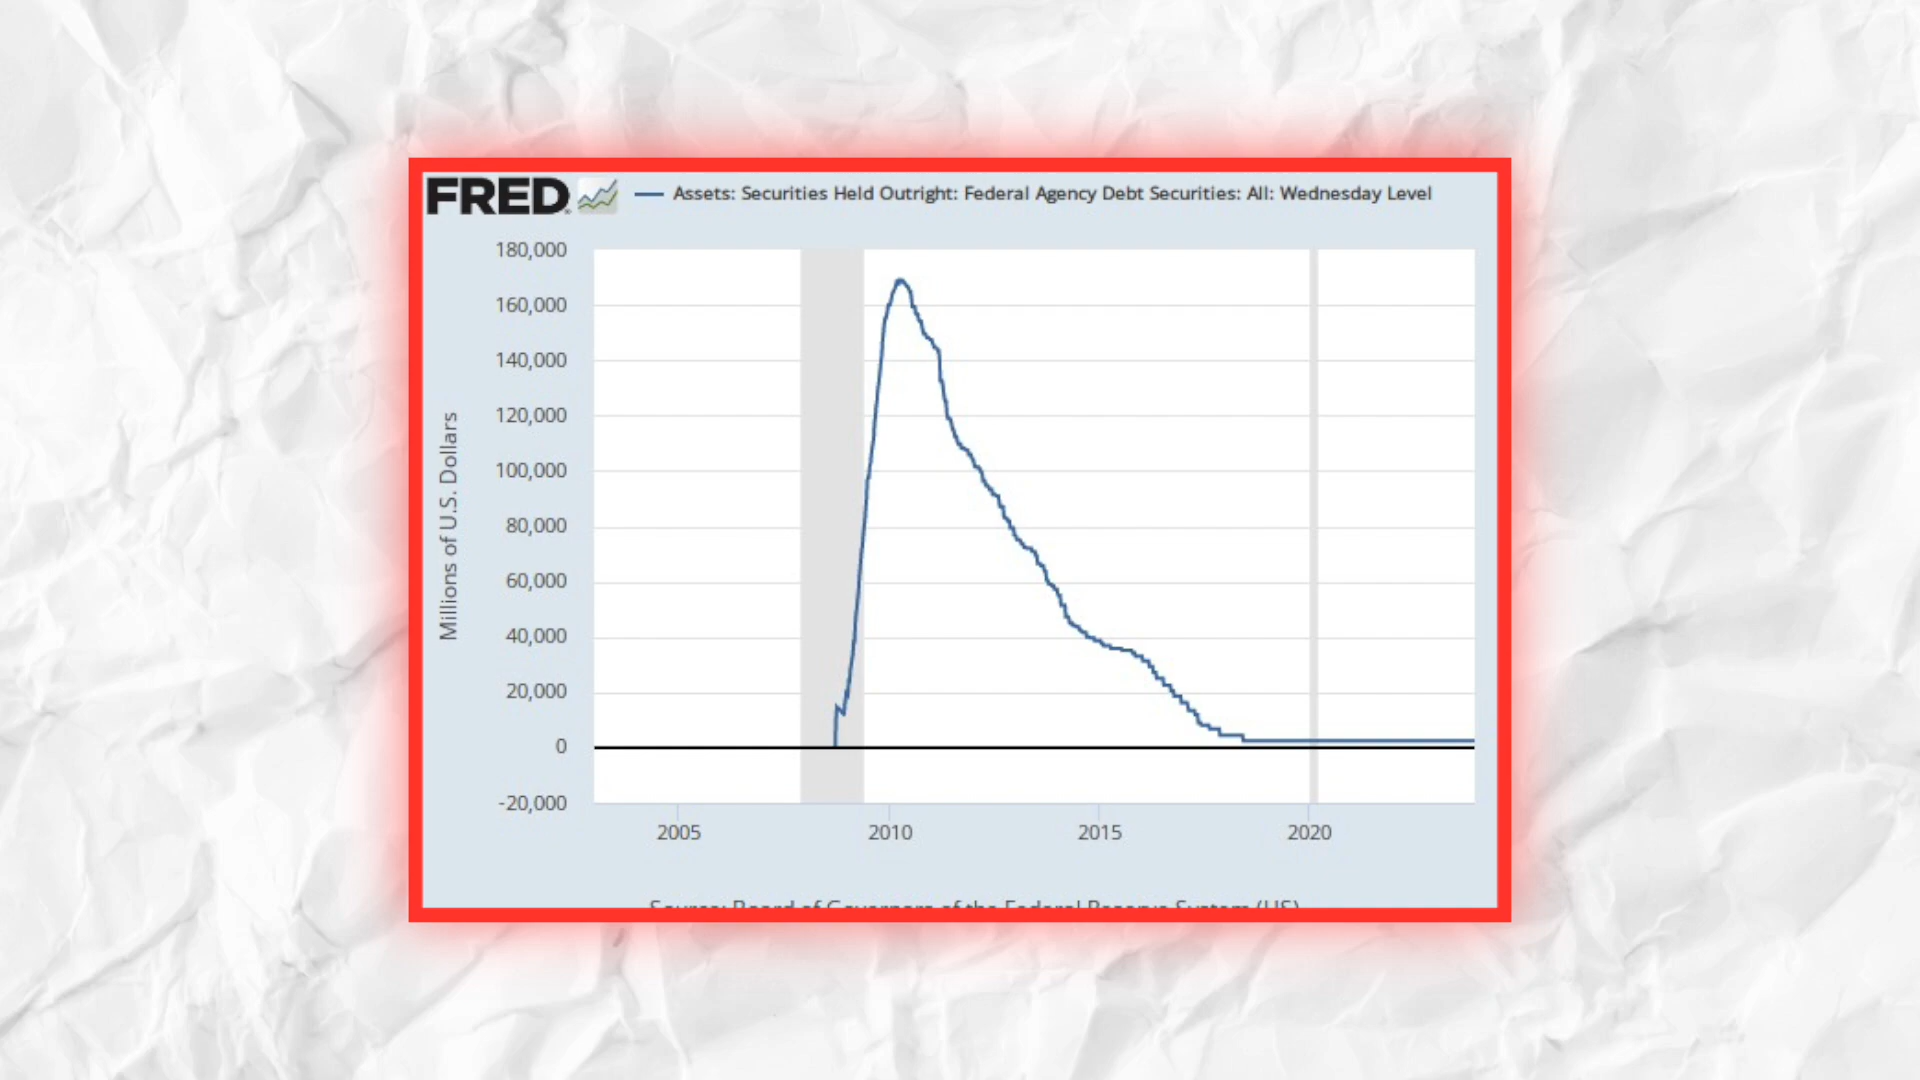 FRED
Assets: Securities Held Outright: Federal Agency Debt Securities: All: Wednesday Level
180,000
160,000
140,000
120,000
100,000
80,000
60,000
40,000
20,000
0
-20,000
Millions of U.S. Dollars
2005 2010 2015 2020
Source: Board of Governors of the Federal Reserve System (US)